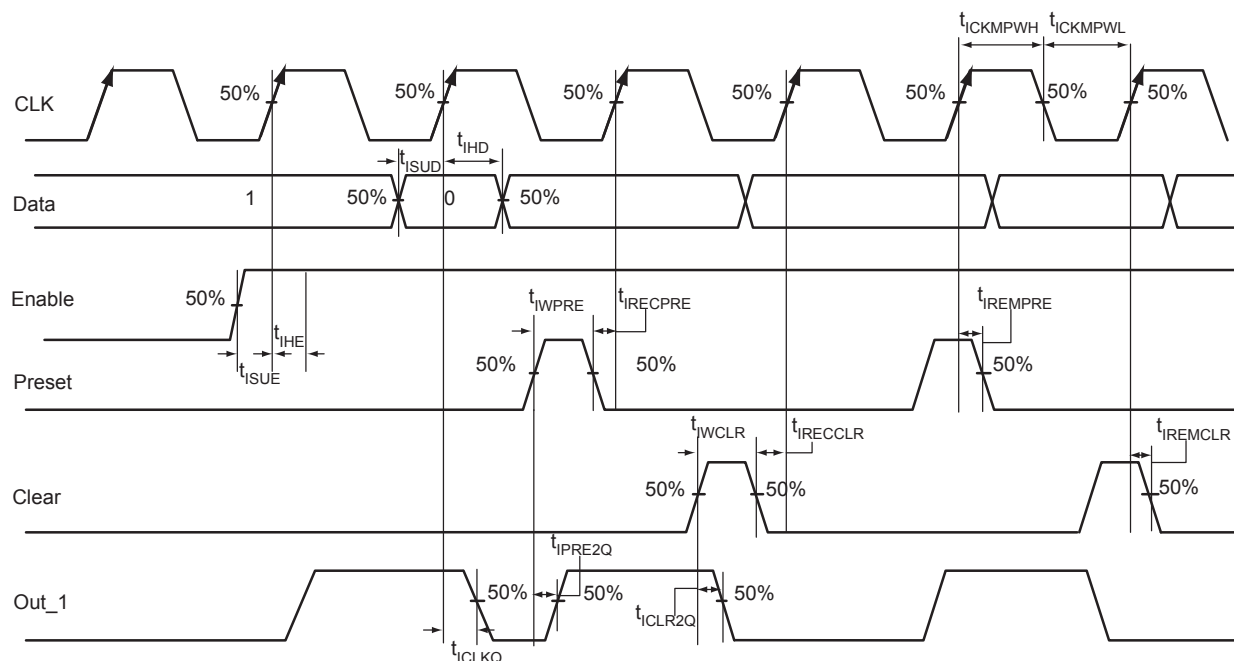 tICKMPWH tICKMPWL
CLK 50% 50% 50% 50% 50% 50% 50%
tISUD tIHD
Data 1 50% 0 50%
Enable 50% tIHE tISUE
tIWPRE tIRECPRE tIREMPRE
Preset 50% 50% 50%
tIWCLR tIRECCLR tIREMCLR
Clear 50% 50% 50%
tIPRE2Q
Out_1 50% 50% tICLR2Q 50%
tICLKQ